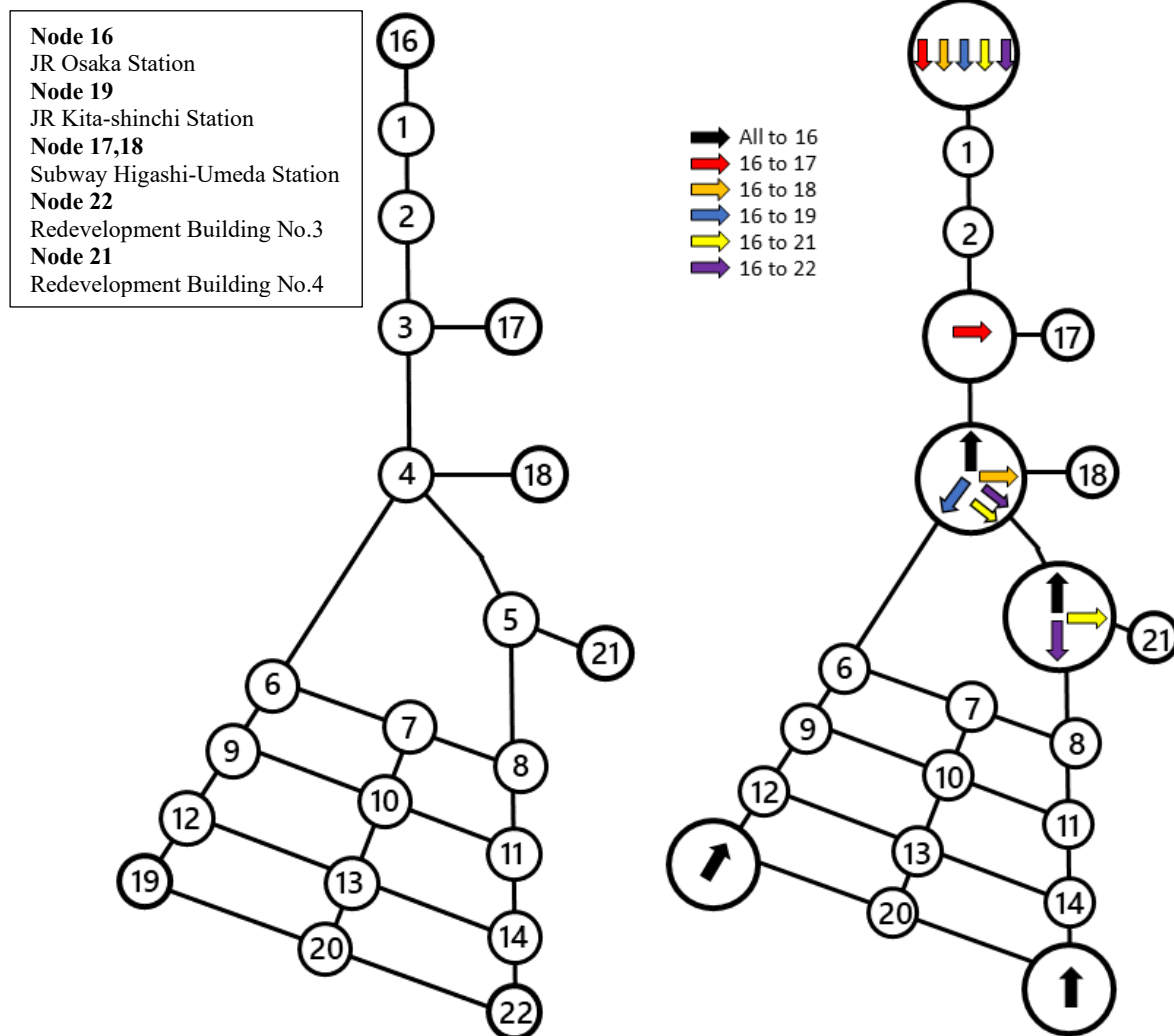 Node 16
JR Osaka Station
Node 19
JR Kita-shinchi Station
Node 17,18
Subway Higashi-Umeda Station
Node 22
Redevelopment Building No.3
Node 21
Redevelopment Building No.4
16
1
2
3
17
4
18
5
21
6
7
8
9
10
11
12
13
14
19
20
22
All to 16
16 to 17
16 to 18
16 to 19
16 to 21
16 to 22
1
2
17
18
21
6
7
8
9
10
11
12
13
14
20